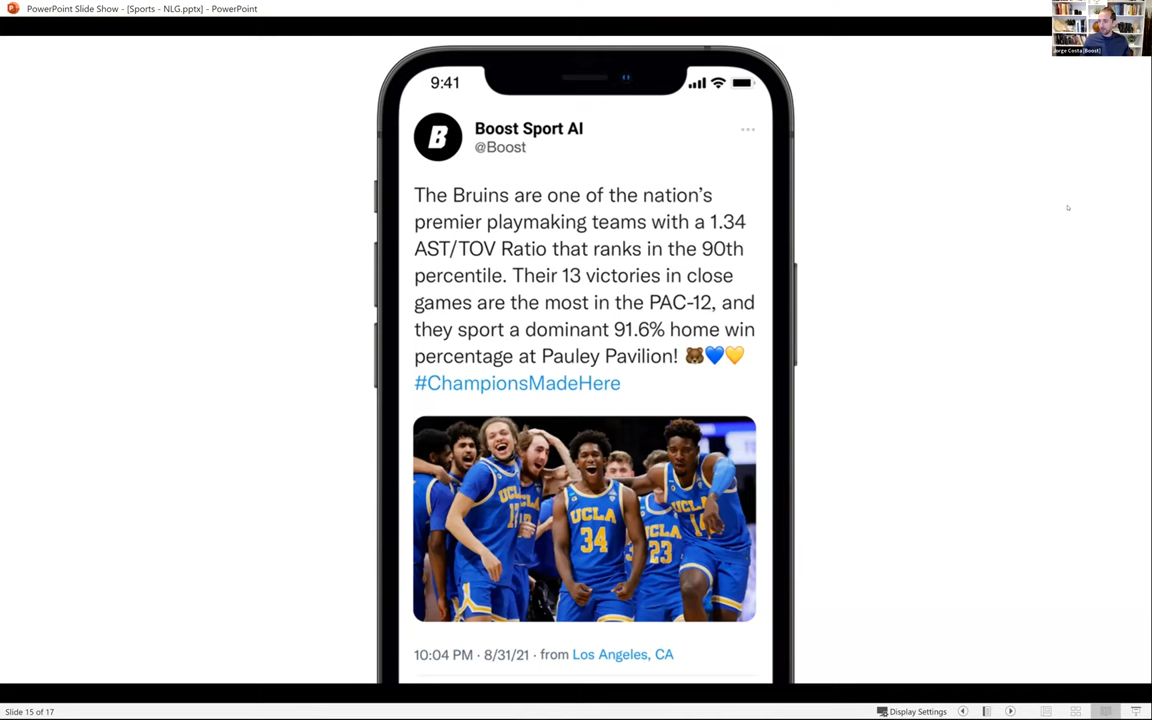 PowerPoint Slide Show - [Sports - NLG.pptx] - PowerPoint
Jorge Costa [Boost]
9:41
B
Boost Sport AI
@Boost
The Bruins are one of the nation's
premier playmaking teams with a 1.34
AST/TOV Ratio that ranks in the 90th
percentile. Their 13 victories in close
games are the most in the PAC-12, and
they sport a dominant 91.6% home win
percentage at Pauley Pavilion! 🐻💙💛
#ChampionsMadeHere
UCLA
34
UCLA
23
10:04 PM · 8/31/21 · from Los Angeles, CA
Slide 15 of 17
Display Settings